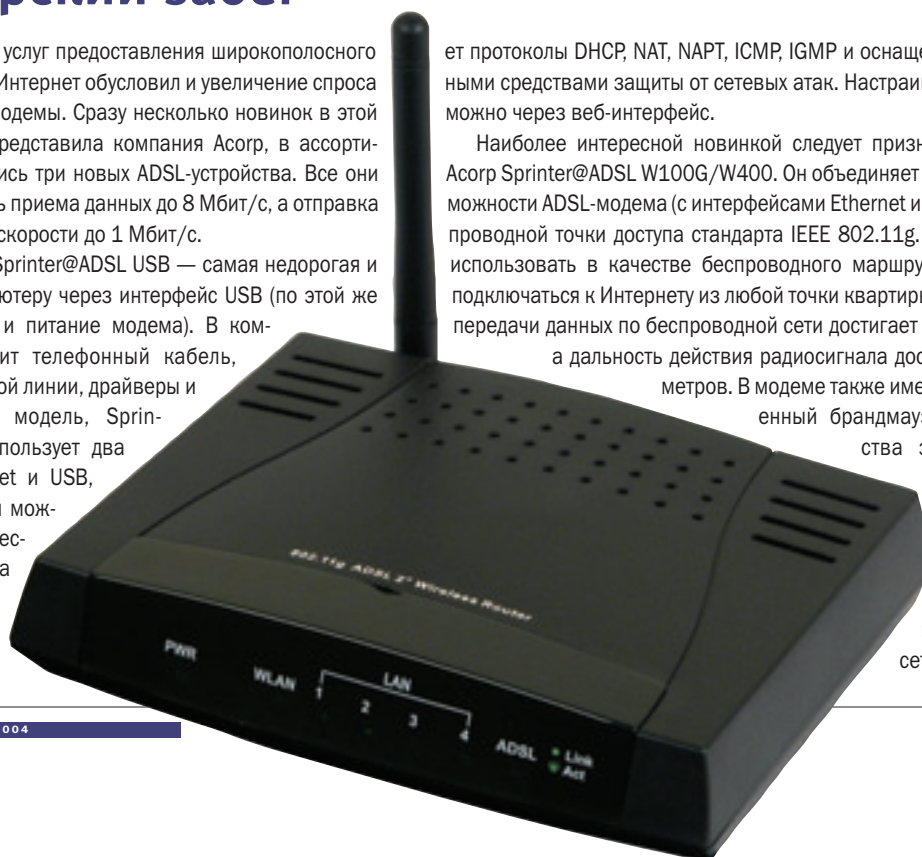 рский забег
услуг предоставления широкополосного
Интернет обусловил и увеличение спроса
одемы. Сразу несколько новинок в этой
редставила компания Acorp, в ассорти-
ись три новых ADSL-устройства. Все они
ь приема данных до 8 Мбит/с, а отправка
скорости до 1 Мбит/с.
Sprinter@ADSL USB — самая недорогая и
ютеру через интерфейс USB (по этой же
и питание модема). В ком-
ит телефонный кабель,
ой линии, драйверы и
модель, Sprin-
пользует два
et и USB,
мож-
ес-
а
ет протоколы DHCP, NAT, NAPT, ICMP, IGMP и оснаще
ными средствами защиты от сетевых атак. Настраи
можно через веб-интерфейс.
Наиболее интересной новинкой следует призн
Acorp Sprinter@ADSL W100G/W400. Он объединяет
можности ADSL-модема (с интерфейсами Ethernet и
проводной точки доступа стандарта IEEE 802.11g.
использовать в качестве беспроводного маршру
подключаться к Интернету из любой точки квартир
передачи данных по беспроводной сети достигает
а дальность действия радиосигнала дос
метров. В модеме также име
енный брандмау
ства з
сет
802.11g ADSL 2+ Wireless Router
PWR
WLAN
LAN
1 2 3 4
ADSL
Link
Act
004